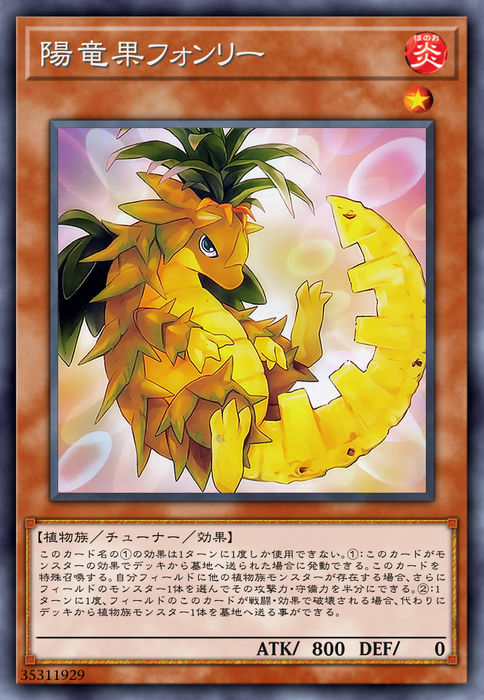 陽竜果フォンリー
ほのお
炎
【植物族／チューナー／効果】
このカード名の①の効果は1ターンに1度しか使用できない。①：このカードがモ
ンスターの効果でデッキから墓地へ送られた場合に発動できる。このカードを
特殊召喚する。自分フィールドに他の植物族モンスターが存在する場合、さらに
フィールドのモンスター1体を選んでその攻撃力・守備力を半分にできる。②：1
ターンに1度、フィールドのこのカードが戦闘・効果で破壊される場合、代わりに
デッキから植物族モンスター1体を墓地へ送る事ができる。
ATK/ 800 DEF/ 0
35311929